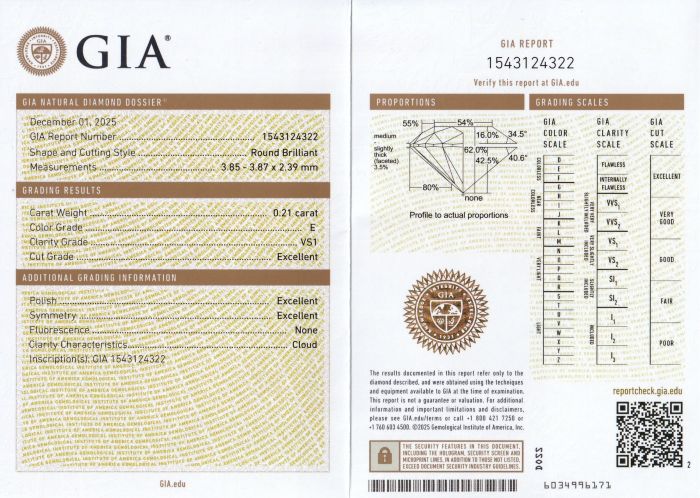 GIA®
GIA NATURAL DIAMOND DOSSIER®
December 01, 2025
GIA Report Number 1543124322
Shape and Cutting Style Round Brilliant
Measurements 3.85 - 3.87 x 2.39 mm
GRADING RESULTS
Carat Weight 0.21 carat
Color Grade E
Clarity Grade VS1
Cut Grade Excellent
ADDITIONAL GRADING INFORMATION
Polish Excellent
Symmetry Excellent
Fluorescence None
Clarity Characteristics Cloud
Inscription(s): GIA 1543124322
GIA.edu
GIA REPORT
1543124322
Verify this report at GIA.edu
PROPORTIONS
55%
54%
medium
16.0%
34.5°
slightly
thick
(faceted)
3.5%
62.0%
42.5%
40.6°
80%
none
Profile to actual proportions
GRADING SCALES
GIA
COLOR
SCALE
COLORLESS
NEAR COLORLESS
FAINT
VERY LIGHT
LIGHT
D
E
F
G
H
I
J
K
L
M
N
O
P
Q
R
S
T
U
V
W
X
Y
Z
GIA
CLARITY
SCALE
FLAWLESS
INTERNALLY
FLAWLESS
VERY VERY SLIGHTLY INCLUDED
VVS1
VVS2
VERY SLIGHTLY INCLUDED
VS1
VS2
SLIGHTLY INCLUDED
SI1
SI2
INCLUDED
I1
I2
I3
GIA
CUT
SCALE
EXCELLENT
VERY
GOOD
GOOD
FAIR
POOR
GIA
The results documented in this report refer only to the
diamond described, and were obtained using the techniques
and equipment available to GIA at the time of examination.
This report is not a guarantee or valuation. For additional
information and important limitations and disclaimers,
please see GIA.edu/terms or call +1 800 421 7250 or
+1 760 603 4500. ©2025 Gemological Institute of America, Inc.
THE SECURITY FEATURES IN THIS DOCUMENT,
INCLUDING THE HOLOGRAM, SECURITY SCREEN AND
MICROPRINT LINES, IN ADDITION TO THOSE NOT LISTED,
EXCEED DOCUMENT SECURITY INDUSTRY GUIDELINES.
reportcheck.gia.edu
2
6034996171